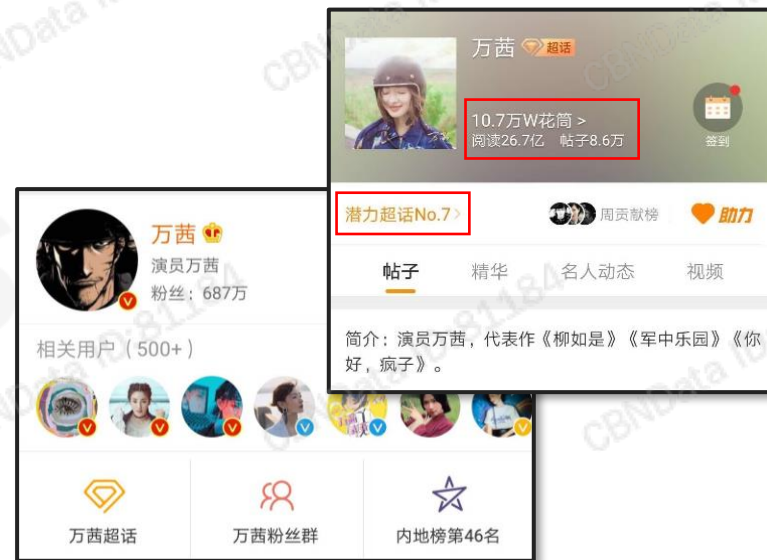 万茜 超话
10.7万W花筒 >
阅读26.7亿 帖子8.6万
签到
潜力超话No.7 >
周贡献榜
助力
帖子 精华 名人动态 视频
简介：演员万茜，代表作《柳如是》《军中乐园》《你
好，疯子》。
万茜
演员万茜
粉丝：687万
相关用户（500+）
万茜超话 万茜粉丝群 内地榜第46名
CBNData ID:81184